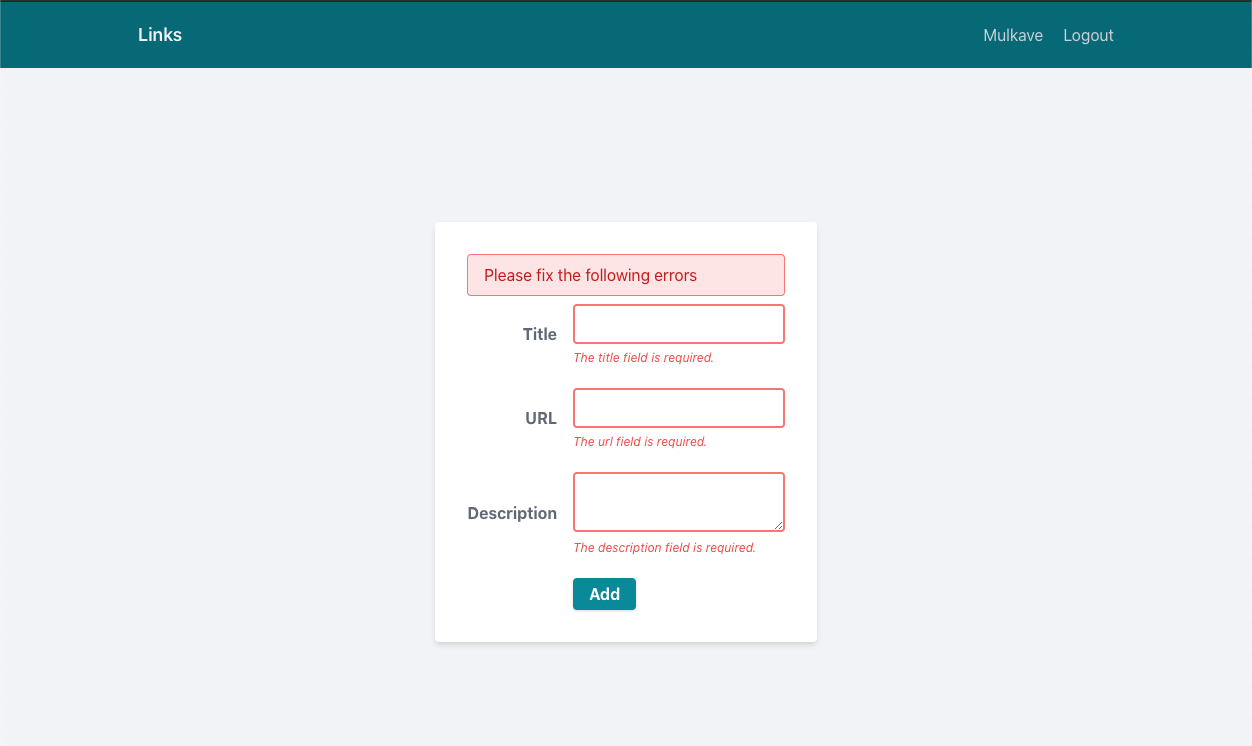 Links
Mulkave Logout
Please fix the following errors
Title
The title field is required.
URL
The url field is required.
Description
The description field is required.
Add